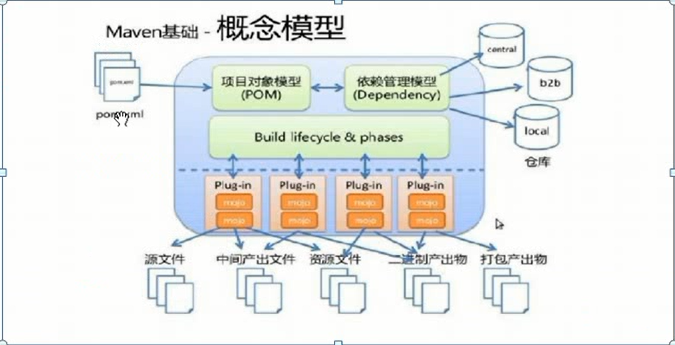 Maven基础 - 概念模型
pom.xml
pom.xml
项目对象模型
(POM)
依赖管理模型
(Dependency)
central
b2b
local
仓库
Build lifecycle & phases
Plug-in
mojo
mojo
Plug-in
mojo
mojo
Plug-in
mojo
mojo
Plug-in
mojo
mojo
源文件
中间产出文件
资源文件
二进制产出物
打包产出物